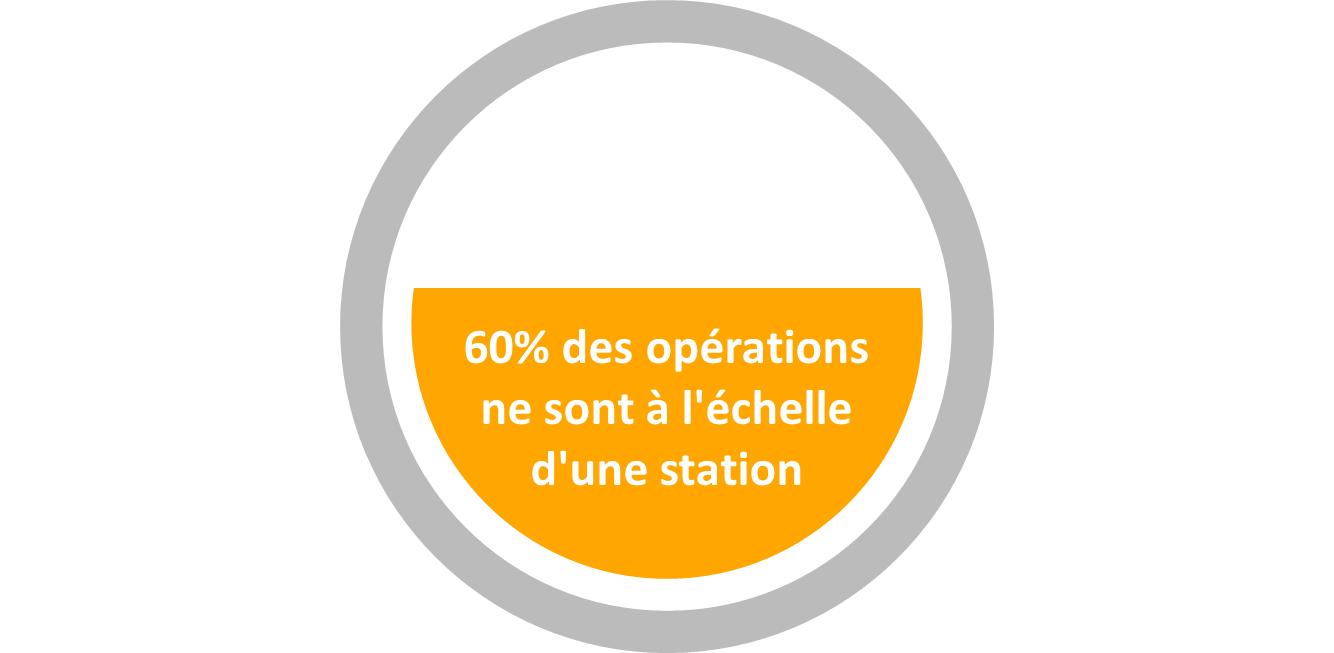 60% des opérations
ne sont à l'échelle
d'une station